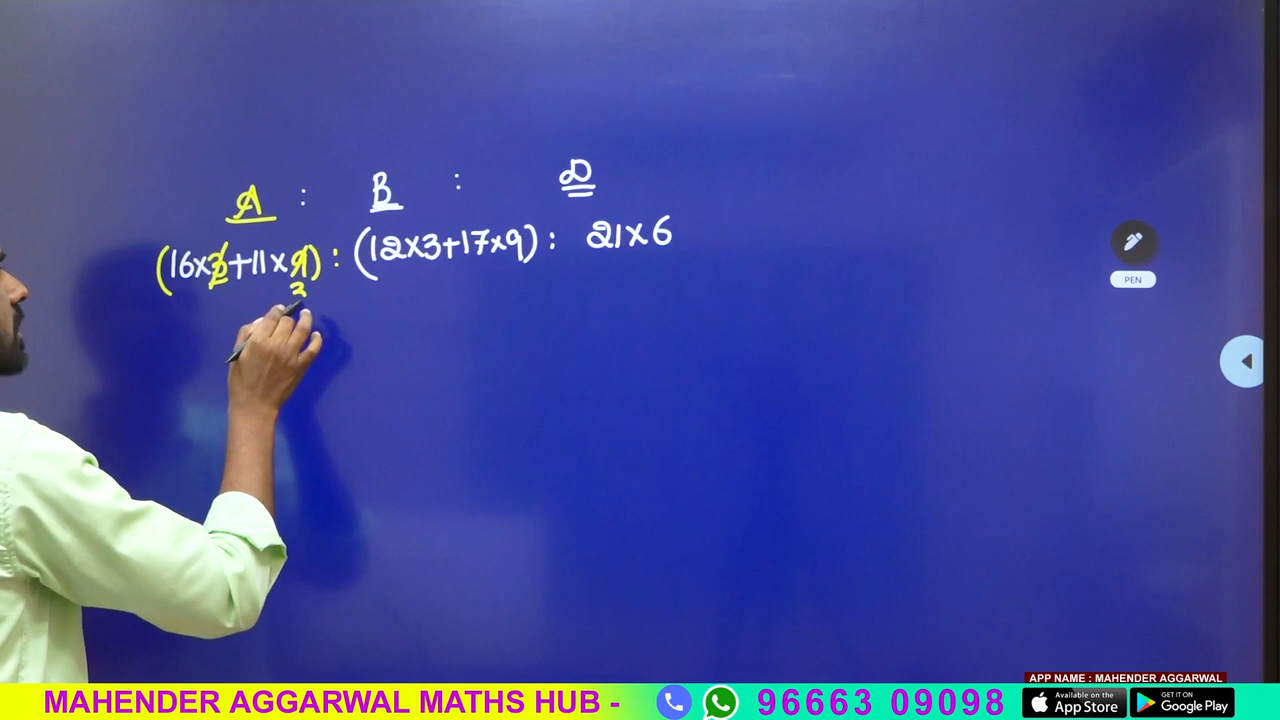 A : B : D
(16×3+11×9) : (12×3+17×9) : 21×6
3
PEN
APP NAME : MAHENDER AGGARWAL
MAHENDER AGGARWAL MATHS HUB - 96663 09098
Available on the App Store
GET IT ON Google Play